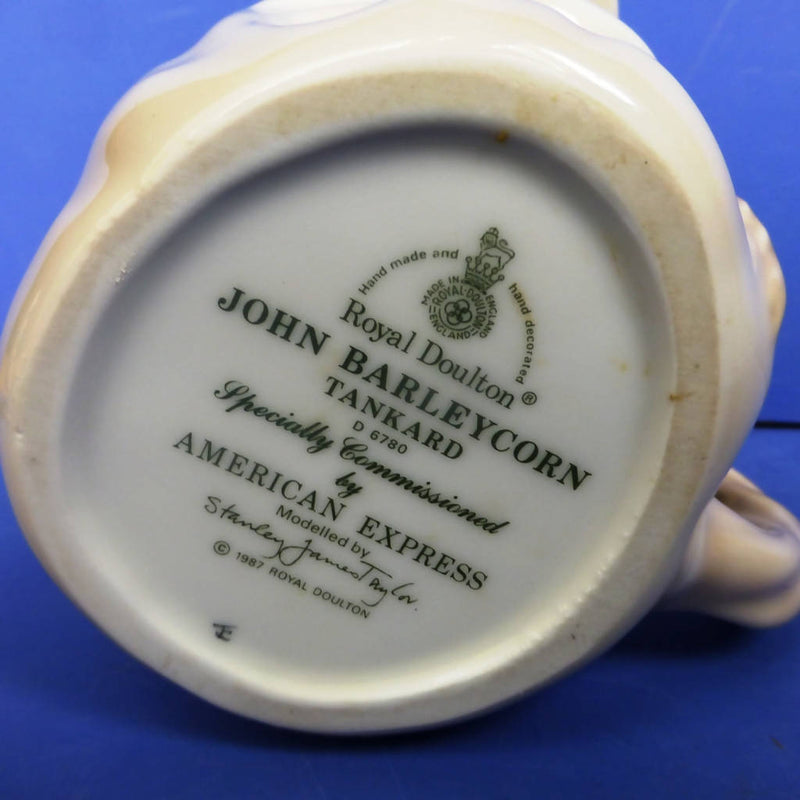 Hand made and hand decorated
MADE IN ENGLAND
ROYAL·DOULTON
·ENGLAND·
Royal Doulton ®
JOHN BARLEYCORN
TANKARD
D 6780
Specially Commissioned
by
AMERICAN EXPRESS
Modelled by
Stanley James Taylor.
© 1987 ROYAL DOULTON